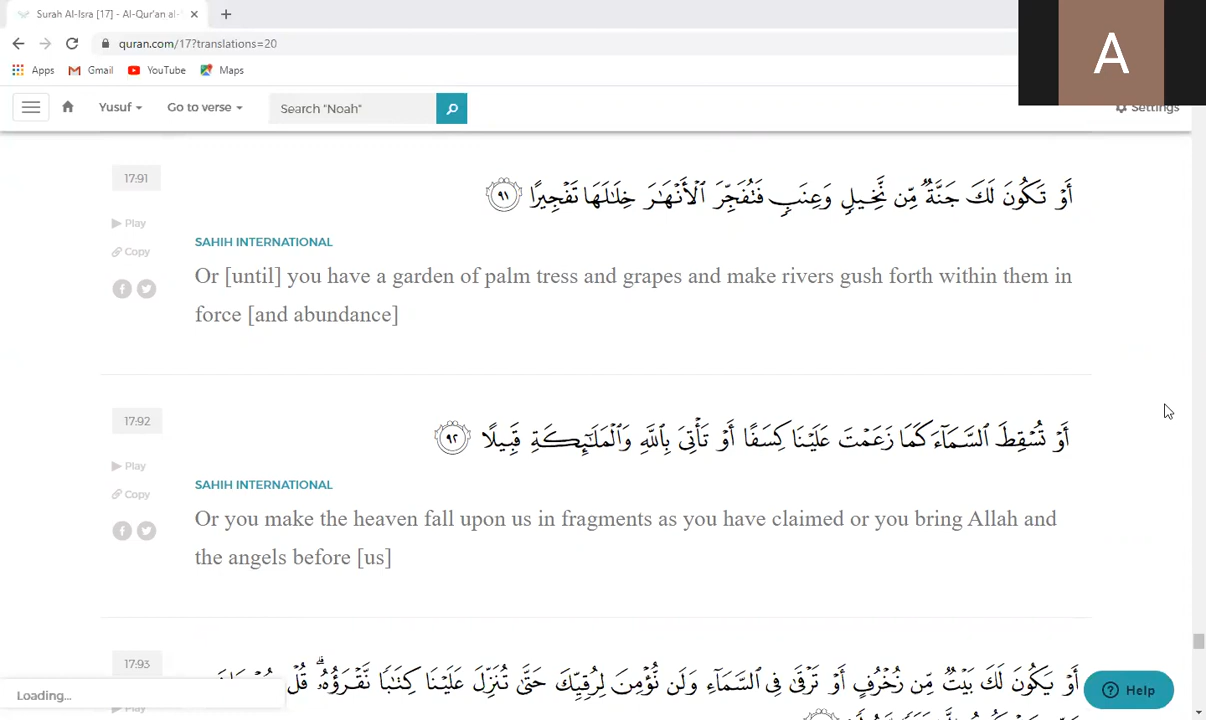 Surah Al-Isra [17] - Al-Qur'an al-
quran.com/17?translations=20
Apps Gmail YouTube Maps
A
Yusuf Go to verse Search "Noah" Settings
17:91
أَوْ تَكُونَ لَكَ جَنَّةٌ مِّن نَّخِيلٍ وَعِنَبٍ فَتُفَجِّرَ ٱلْأَنْهَـٰرَ خِلَـٰلَهَا تَفْجِيرًا ٩١
Play
SAHIH INTERNATIONAL
Copy
Or [until] you have a garden of palm tress and grapes and make rivers gush forth within them in
force [and abundance]
17:92
أَوْ تُسْقِطَ ٱلسَّمَآءَ كَمَا زَعَمْتَ عَلَيْنَا كِسَفًا أَوْ تَأْتِىَ بِٱللَّهِ وَٱلْمَلَـٰٓئِكَةِ قَبِيلًا ٩٢
Play
SAHIH INTERNATIONAL
Copy
Or you make the heaven fall upon us in fragments as you have claimed or you bring Allah and
the angels before [us]
17:93
أَوْ يَكُونَ لَكَ بَيْتٌ مِّن زُخْرُفٍ أَوْ تَرْقَىٰ فِى ٱلسَّمَآءِ وَلَن نُّؤْمِنَ لِرُقِيِّكَ حَتَّىٰ تُنَزِّلَ عَلَيْنَا كِتَـٰبًا نَّقْرَؤُهُۥ ۗ قُلْ
Help
Loading...
Play